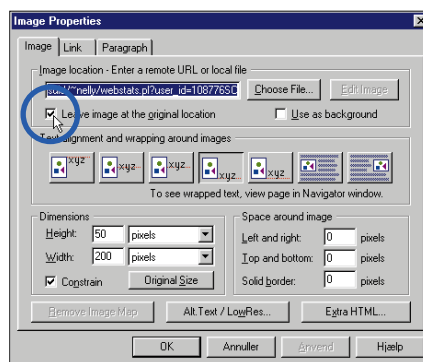 Image Properties
Image Link Paragraph
Image location - Enter a remote URL or local file
nelly/webstats.pl?user_id=108776SC Choose File... Edit Image
Leave image at the original location Use as background
Text alignment and wrapping around images
xyz xyz xyz xyz xyz
To see wrapped text, view page in Navigator window.
Dimensions Space around image
Height: 50 pixels Left and right: 0 pixels
Width: 200 pixels Top and bottom: 0 pixels
Constrain Original Size Solid border: 0 pixels
Remove Image Map Alt.Text / LowRes... Extra HTML...
OK Annuller Anvend Hjælp